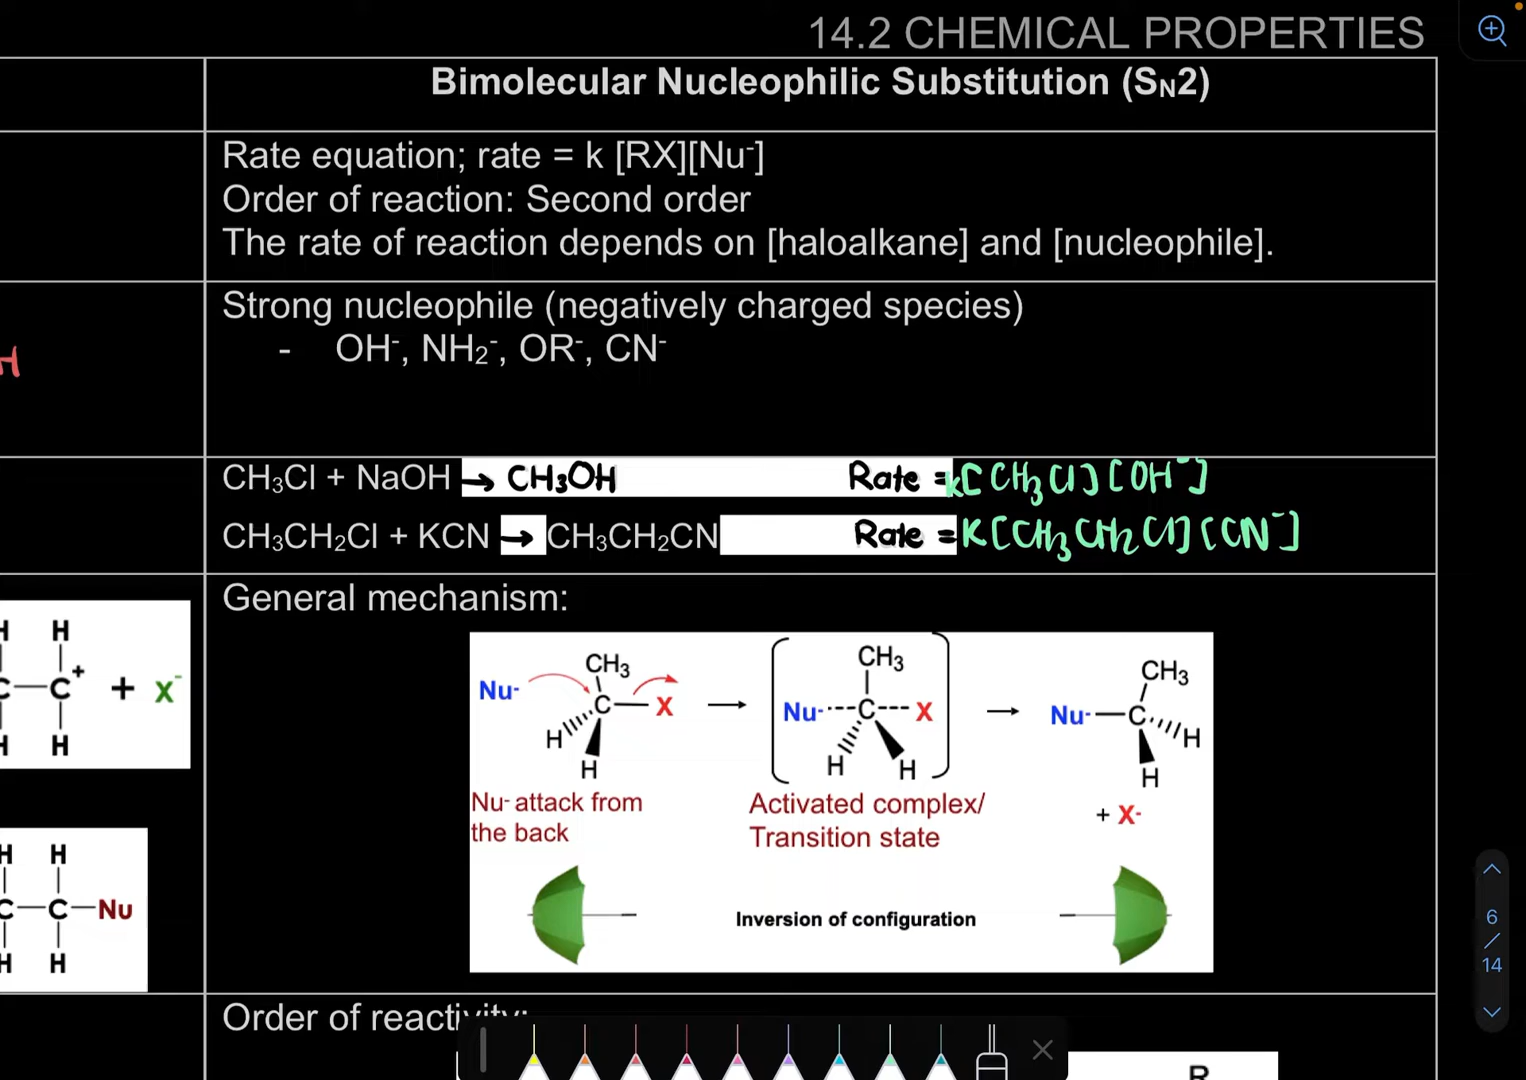 14.2 CHEMICAL PROPERTIES
Bimolecular Nucleophilic Substitution (SN2)
Rate equation; rate = k [RX][Nu⁻]
Order of reaction: Second order
The rate of reaction depends on [haloalkane] and [nucleophile].
Strong nucleophile (negatively charged species)
- OH⁻, NH₂⁻, OR⁻, CN⁻
H
CH₃Cl + NaOH → CH₃OH Rate = k[CH₃Cl][OH⁻]
CH₃CH₂Cl + KCN → CH₃CH₂CN Rate = K[CH₃CH₂Cl][CN⁻]
General mechanism:
H H
C—C⁺ + X⁻
H H
CH₃
Nu- C—X
H
H
CH₃
Nu----C---X
H H
CH₃
Nu-—C
H
H
Nu- attack from
the back
Activated complex/
Transition state
+ X-
H H
C—C—Nu
H H
Inversion of configuration
Order of reactivity:
R
6
/
14